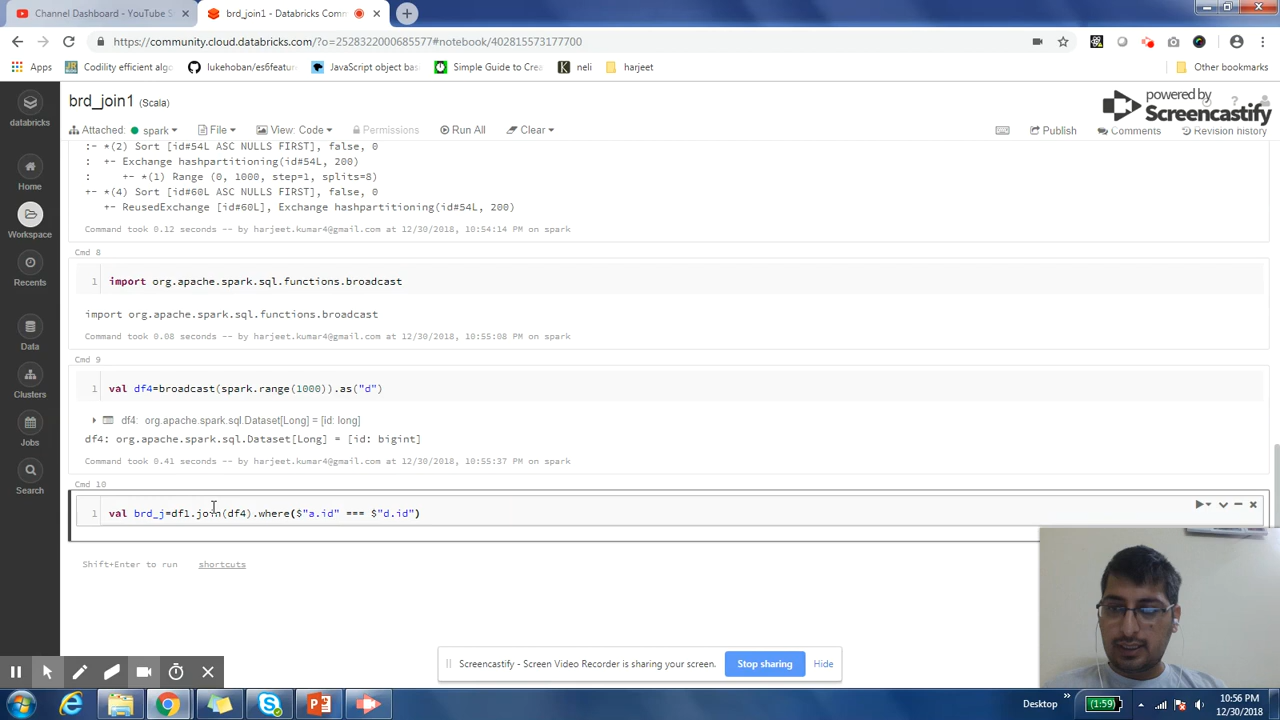 Channel Dashboard - YouTube S
brd_join1 - Databricks Comm
https://community.cloud.databricks.com/?o=2528322000685577#notebook/402815573177700
Apps
Codility efficient algo
lukehoban/es6featur
JavaScript object bas
Simple Guide to Cre
neli
harjeet
Other bookmarks
brd_join1 (Scala)
powered by
Screencastify
databricks
Attached: spark
File
View: Code
Permissions
Run All
Clear
Publish
Comments
Revision history
Home
Workspace
Recents
Data
Clusters
Jobs
Search
:- *(2) Sort [id#54L ASC NULLS FIRST], false, 0
: +- Exchange hashpartitioning(id#54L, 200)
: +- *(1) Range (0, 1000, step=1, splits=8)
+- *(4) Sort [id#60L ASC NULLS FIRST], false, 0
+- ReusedExchange [id#60L], Exchange hashpartitioning(id#54L, 200)
Command took 0.12 seconds -- by harjeet.kumar4@gmail.com at 12/30/2018, 10:54:14 PM on spark
Cmd 8
1 import org.apache.spark.sql.functions.broadcast
import org.apache.spark.sql.functions.broadcast
Command took 0.08 seconds -- by harjeet.kumar4@gmail.com at 12/30/2018, 10:55:08 PM on spark
Cmd 9
1 val df4=broadcast(spark.range(1000)).as("d")
df4: org.apache.spark.sql.Dataset[Long] = [id: long]
df4: org.apache.spark.sql.Dataset[Long] = [id: bigint]
Command took 0.41 seconds -- by harjeet.kumar4@gmail.com at 12/30/2018, 10:55:37 PM on spark
Cmd 10
1 val brd_j=df1.join(df4).where($"a.id" === $"d.id")
Shift+Enter to run shortcuts
Screencastify - Screen Video Recorder is sharing your screen.
Stop sharing
Hide
Desktop
(1:59)
10:56 PM
12/30/2018